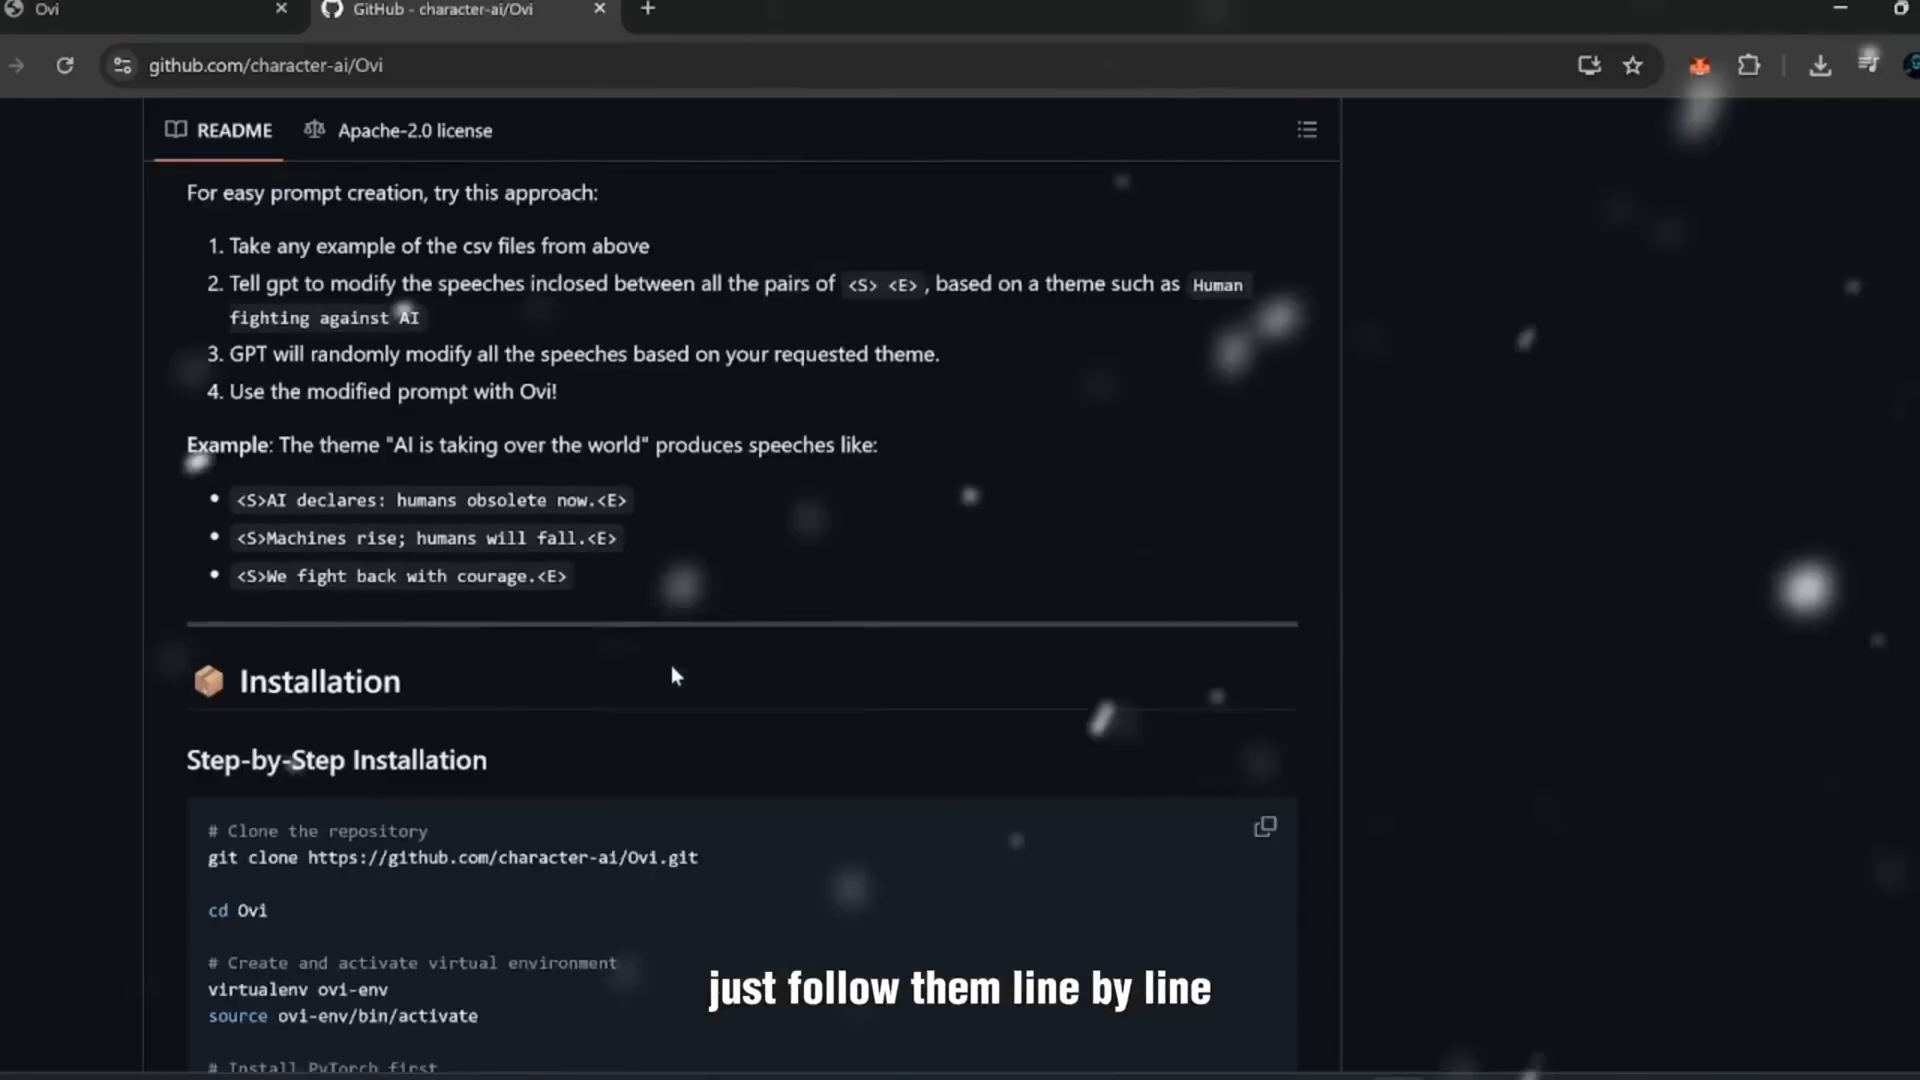 Ovi
GitHub - character-ai/Ovi
github.com/character-ai/Ovi
README
Apache-2.0 license
For easy prompt creation, try this approach:
1. Take any example of the csv files from above
2. Tell gpt to modify the speeches inclosed between all the pairs of <S> <E> , based on a theme such as Human
fighting against AI
3. GPT will randomly modify all the speeches based on your requested theme.
4. Use the modified prompt with Ovi!
Example: The theme "AI is taking over the world" produces speeches like:
<S>AI declares: humans obsolete now.<E>
<S>Machines rise; humans will fall.<E>
<S>We fight back with courage.<E>
Installation
Step-by-Step Installation
# Clone the repository
git clone https://github.com/character-ai/Ovi.git
cd Ovi
# Create and activate virtual environment
virtualenv ovi-env
source ovi-env/bin/activate
# Install PyTorch first
just follow them line by line